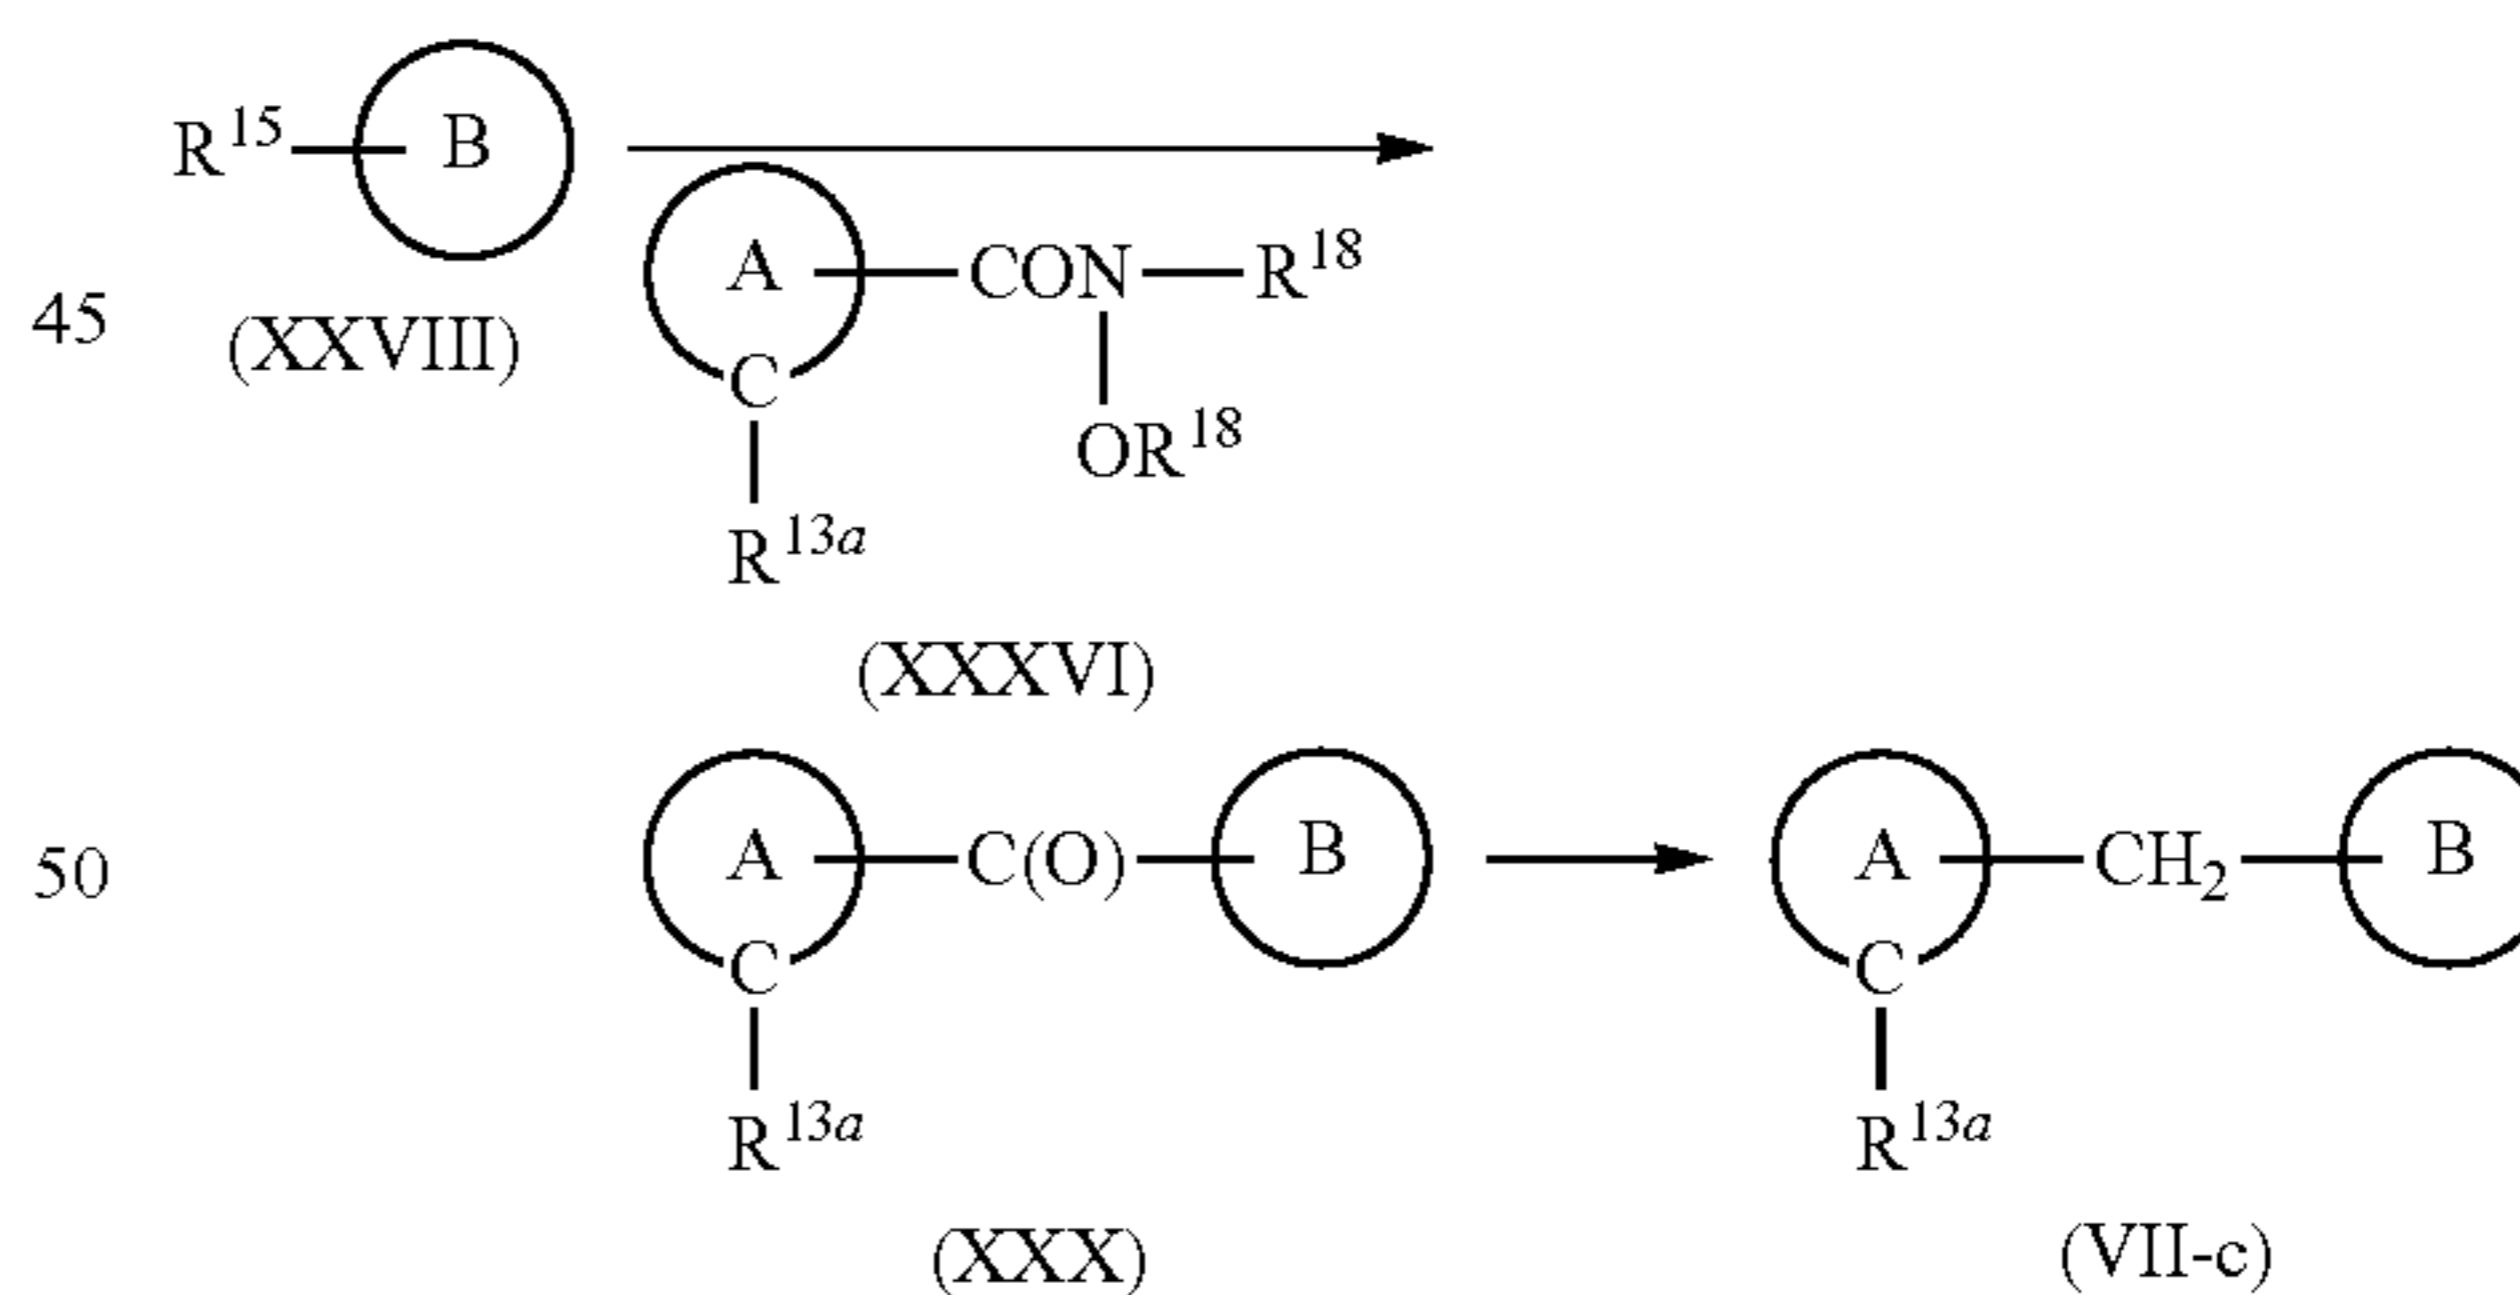 R15 B
A CON R18
45 (XXVIII)
C
OR18
R13a
(XXXVI)
50 A C(O) B A CH2 B
C C
R13a R13a
(XXX) (VII-c)